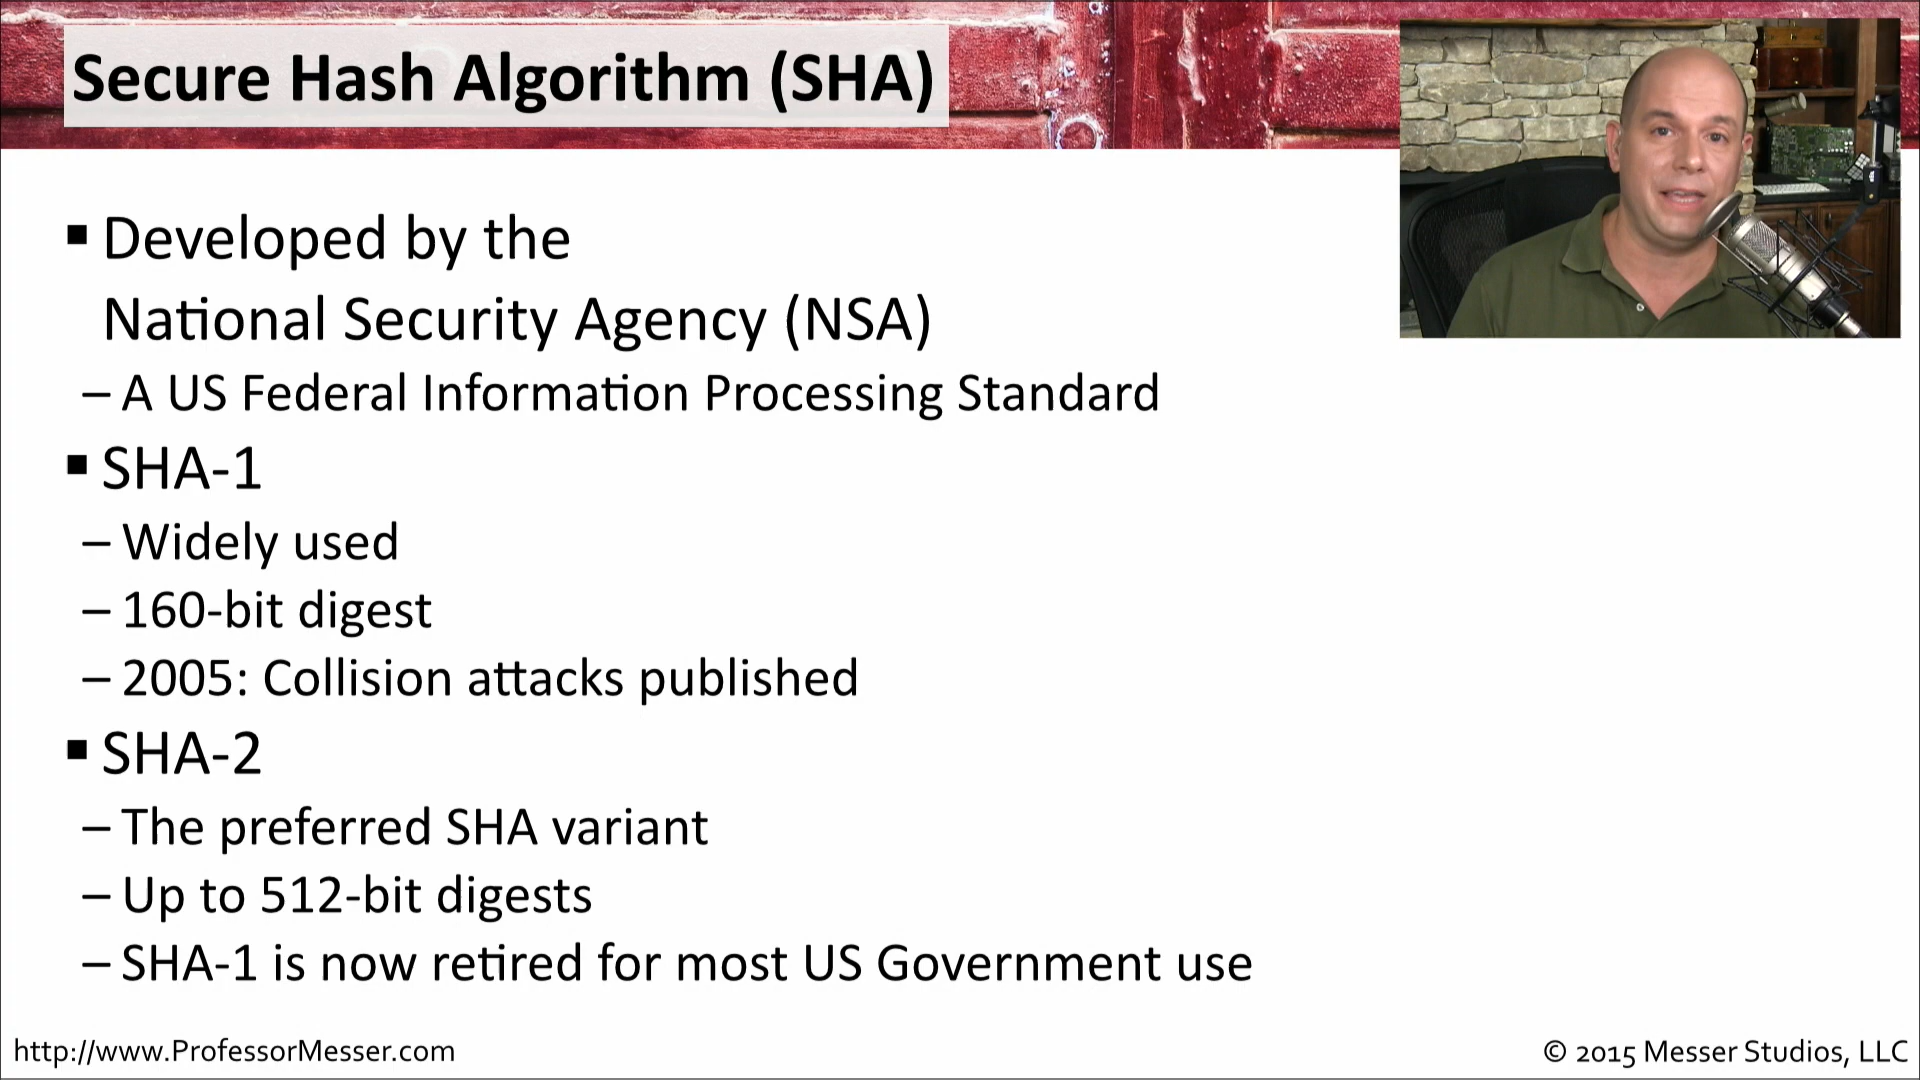 Secure Hash Algorithm (SHA)
▪ Developed by the
National Security Agency (NSA)
– A US Federal Information Processing Standard
▪ SHA-1
– Widely used
– 160-bit digest
– 2005: Collision attacks published
▪ SHA-2
– The preferred SHA variant
– Up to 512-bit digests
– SHA-1 is now retired for most US Government use
http://www.ProfessorMesser.com
© 2015 Messer Studios, LLC